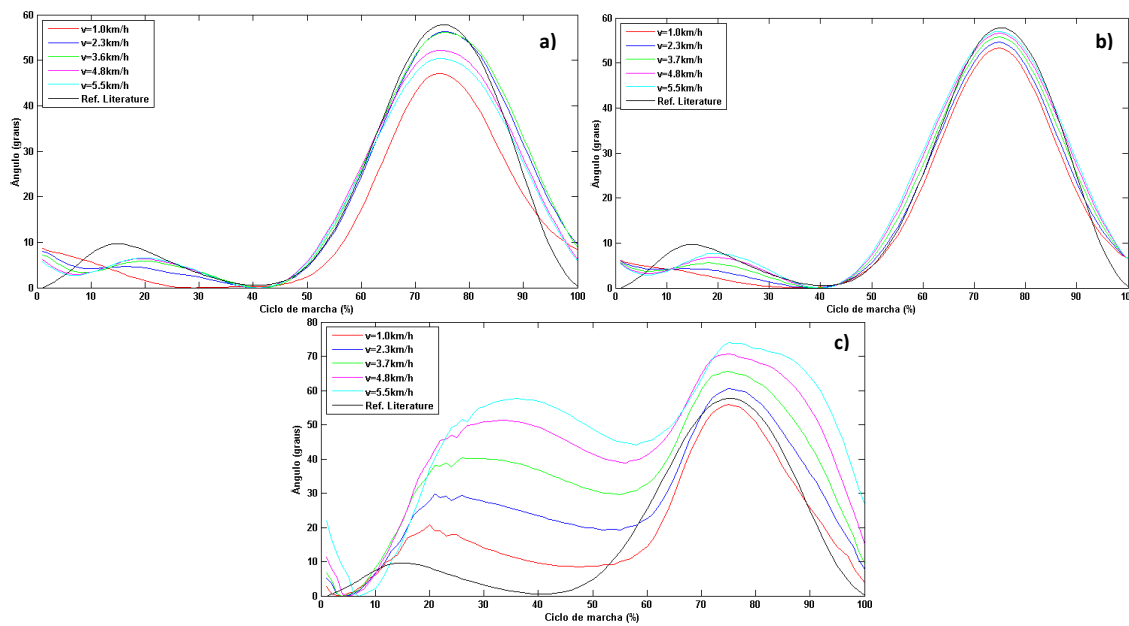 a)
v=1.0km/h
v=2.3km/h
v=3.6km/h
v=4.8km/h
v=5.5km/h
Ref. Literature
Ângulo (graus)
60
50
40
30
20
10
0
0 10 20 30 40 50 60 70 80 90 100
Ciclo de marcha (%)
b)
v=1.0km/h
v=2.3km/h
v=3.7km/h
v=4.8km/h
v=5.5km/h
Ref. Literature
Ângulo (graus)
60
50
40
30
20
10
0
0 10 20 30 40 50 60 70 80 90 100
Ciclo de marcha (%)
c)
v=1.0km/h
v=2.3km/h
v=3.7km/h
v=4.8km/h
v=5.5km/h
Ref. Literature
Ângulo (graus)
80
70
60
50
40
30
20
10
0
0 10 20 30 40 50 60 70 80 90 100
Ciclo de marcha (%)